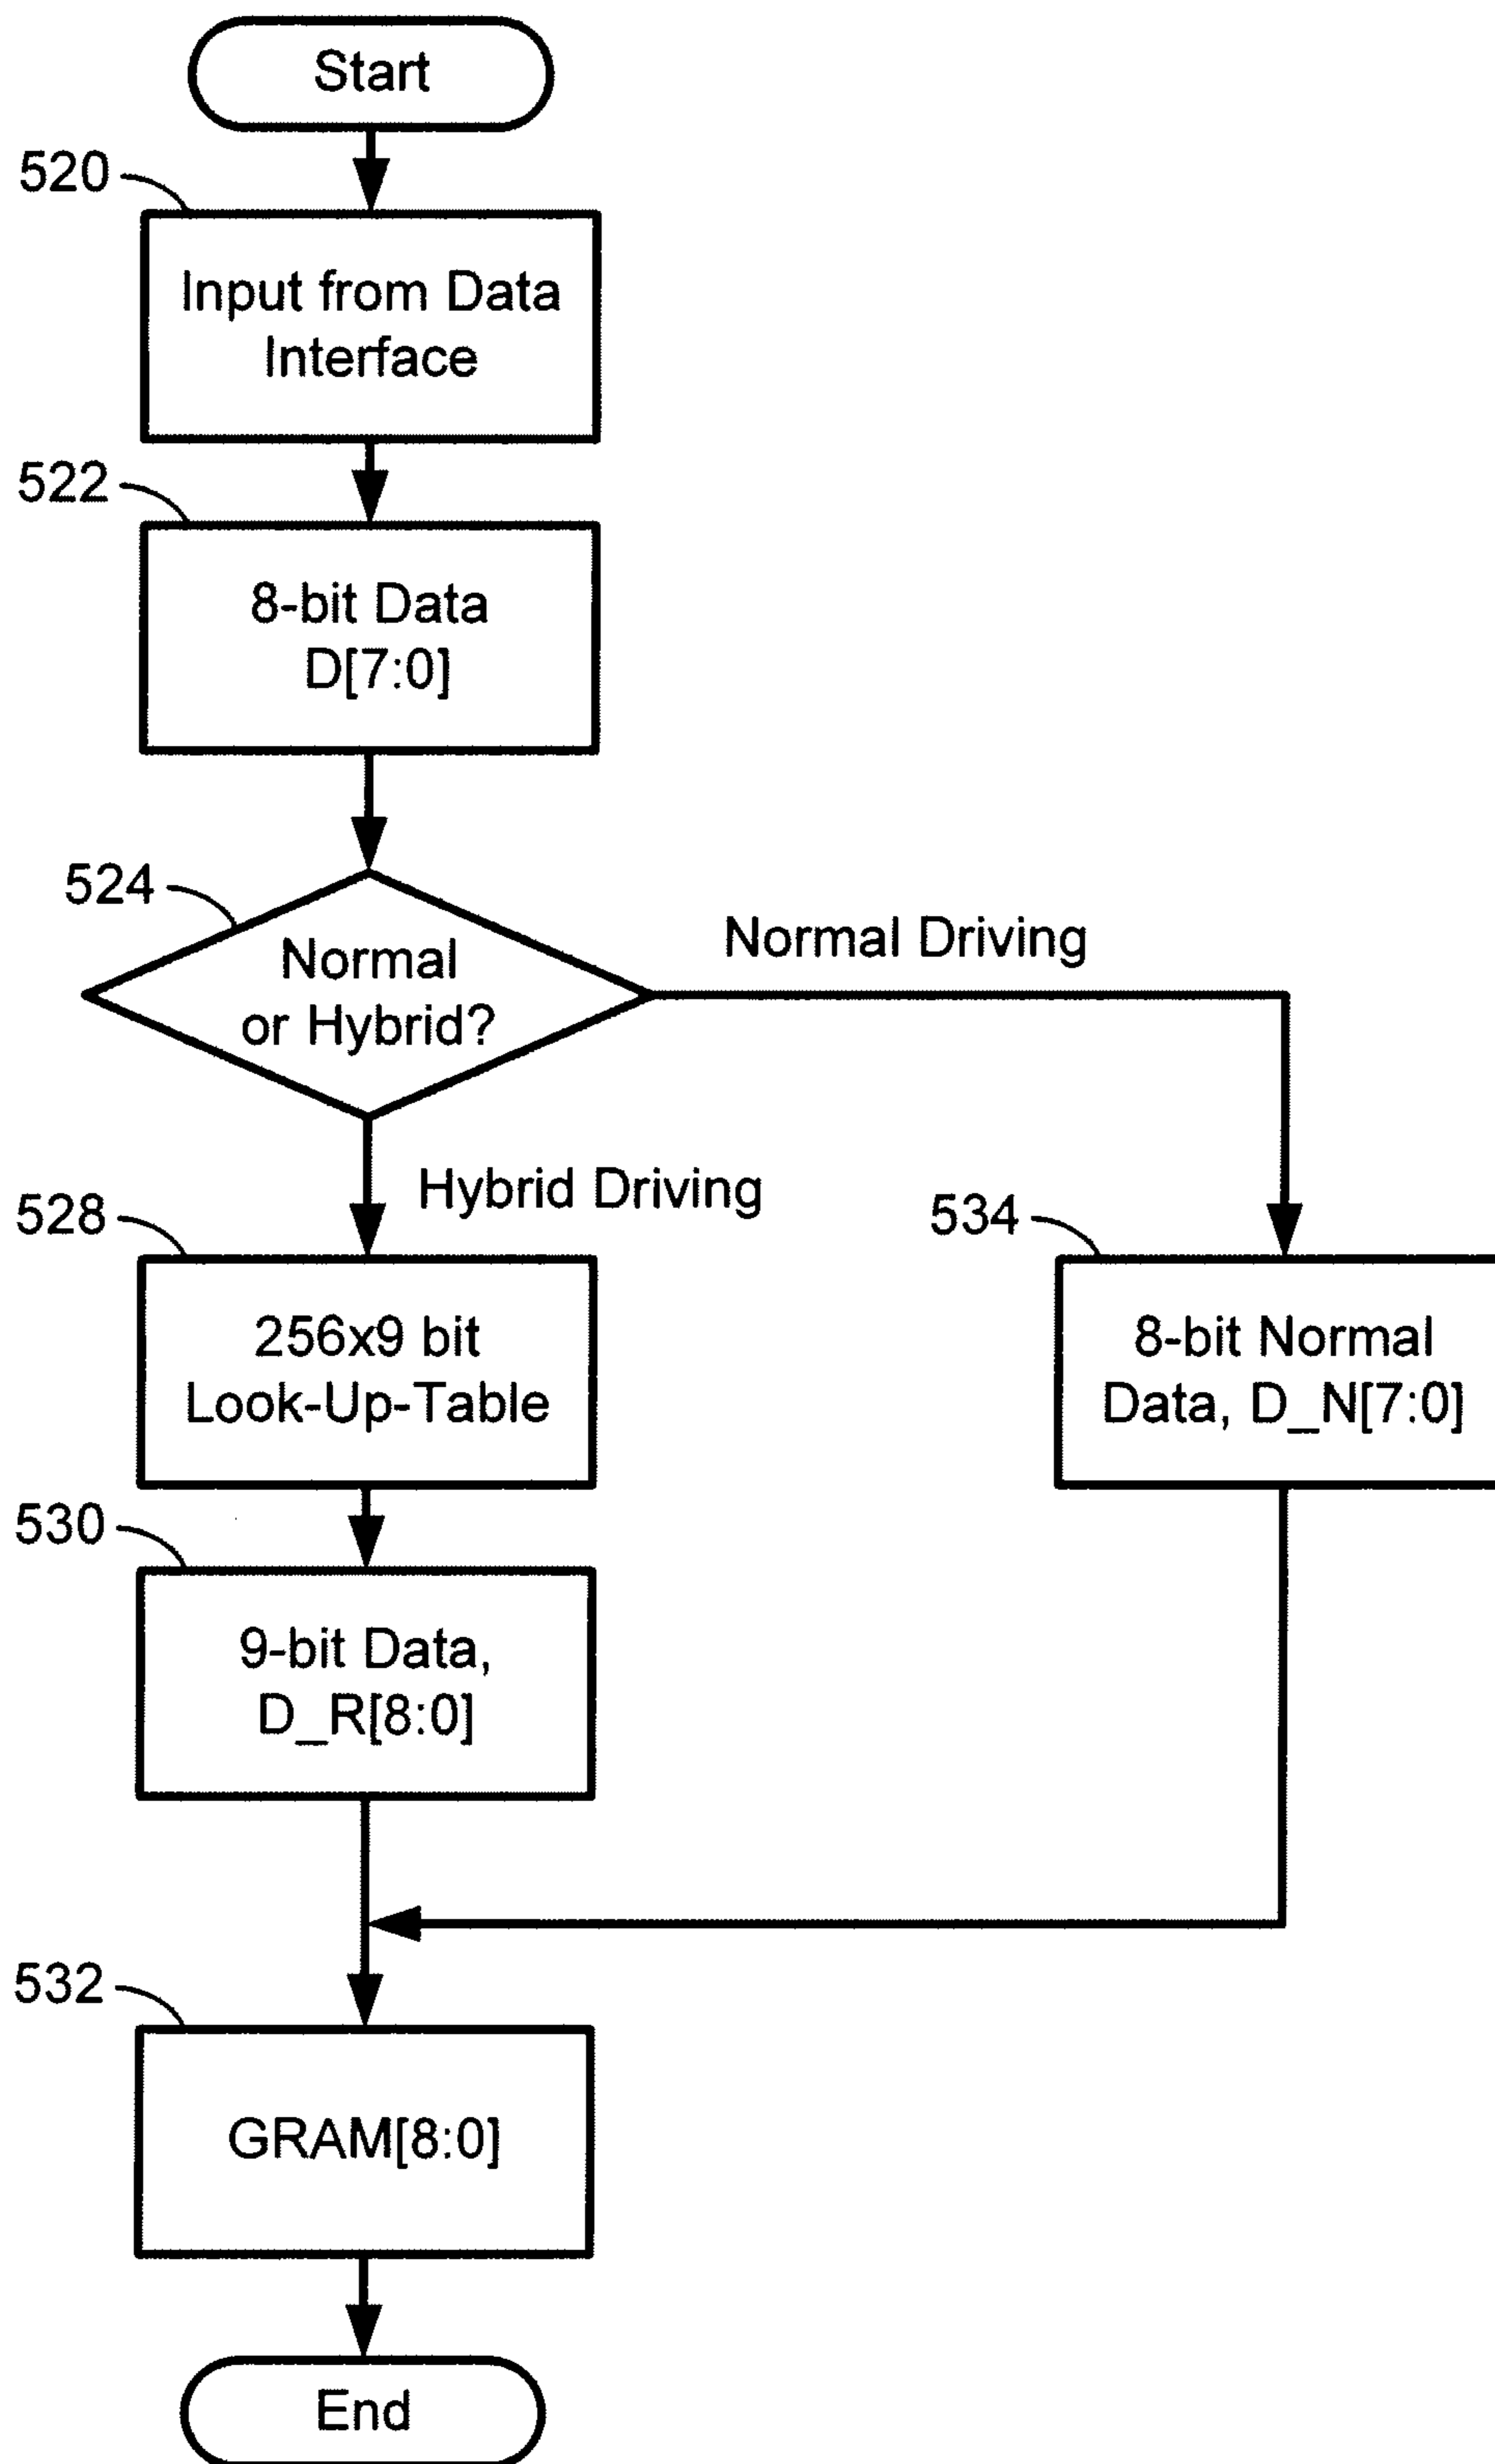 Start
520
Input from Data
Interface
522
8-bit Data
D[7:0]
524
Normal
or Hybrid?
Normal Driving
Hybrid Driving
528
256x9 bit
Look-Up-Table
534
8-bit Normal
Data, D_N[7:0]
530
9-bit Data,
D_R[8:0]
532
GRAM[8:0]
End